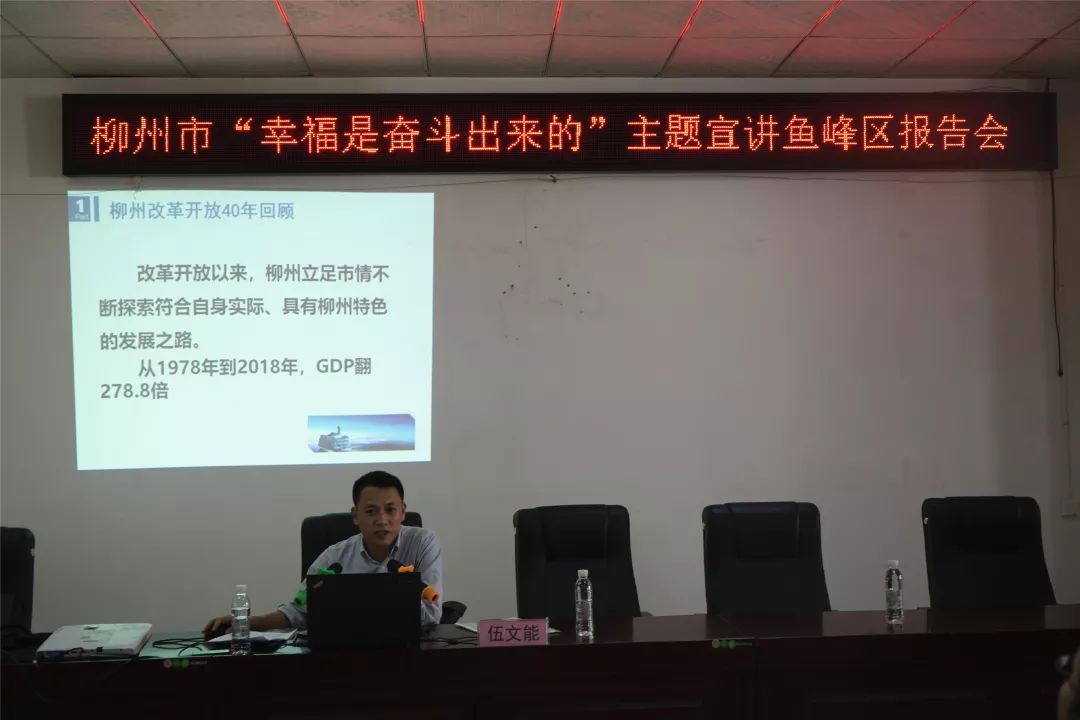 柳州市“幸福是奋斗出来的”主题宣讲鱼峰区报告会
1
Part
柳州改革开放40年回顾
改革开放以来，柳州立足市情不
断探索符合自身实际、具有柳州特色
的发展之路。
从1978年到2018年，GDP翻
278.8倍
伍文能